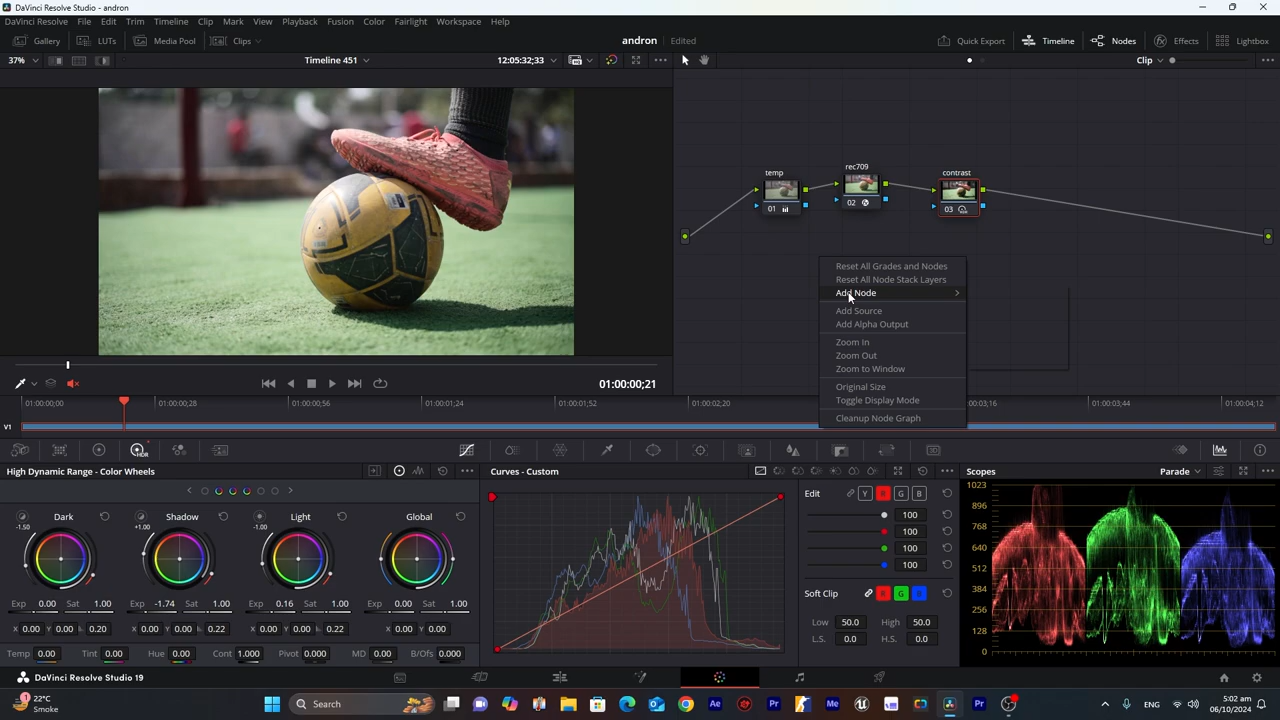 DaVinci Resolve Studio - andron
DaVinci Resolve File Edit Trim Timeline Clip Mark View Playback Fusion Color Fairlight Workspace Help
Gallery LUTs Media Pool Clips andron Edited Quick Export Timeline Nodes Effects Lightbox
37% Timeline 451 12:05:32;33 Clip
temp rec709 contrast
01 02 03
Reset All Grades and Nodes
Reset All Node Stack Layers
Add Node
Add Source
Add Alpha Output
Zoom In
Zoom Out
Zoom to Window
Original Size
Toggle Display Mode
Cleanup Node Graph
01:00:00;21
01:00:00;00 01:00:00;28 01:00:00;56 01:00:01;24 01:00:01;52 01:00:02;20 00:03;16 01:00:03;44 01:00:04;12
V1
HDR
High Dynamic Range - Color Wheels Curves - Custom Scopes Parade
Dark Shadow Light Global
-1.50 +1.00 -1.00
Exp 0.00 Sat 1.00 Exp -1.74 Sat 1.00 Exp 0.16 Sat 1.00 Exp 0.00 Sat 1.00
X 0.00 Y 0.00 0.20 X 0.00 Y 0.00 0.22 X 0.00 Y 0.00 0.22 X 0.00 Y 0.00
Temp 0.00 Tint 0.00 Hue 0.00 Cont 1.000 Pivot 0.000 MD 0.00 B/Ofs 0.000
Edit Y R G B
100
100
100
100
Soft Clip R G B
Low 50.0 High 50.0
L.S. 0.0 H.S. 0.0
1023
896
768
640
512
384
256
128
0
DaVinci Resolve Studio 19
22°C
Smoke
Search
ENG
5:02 am
06/10/2024